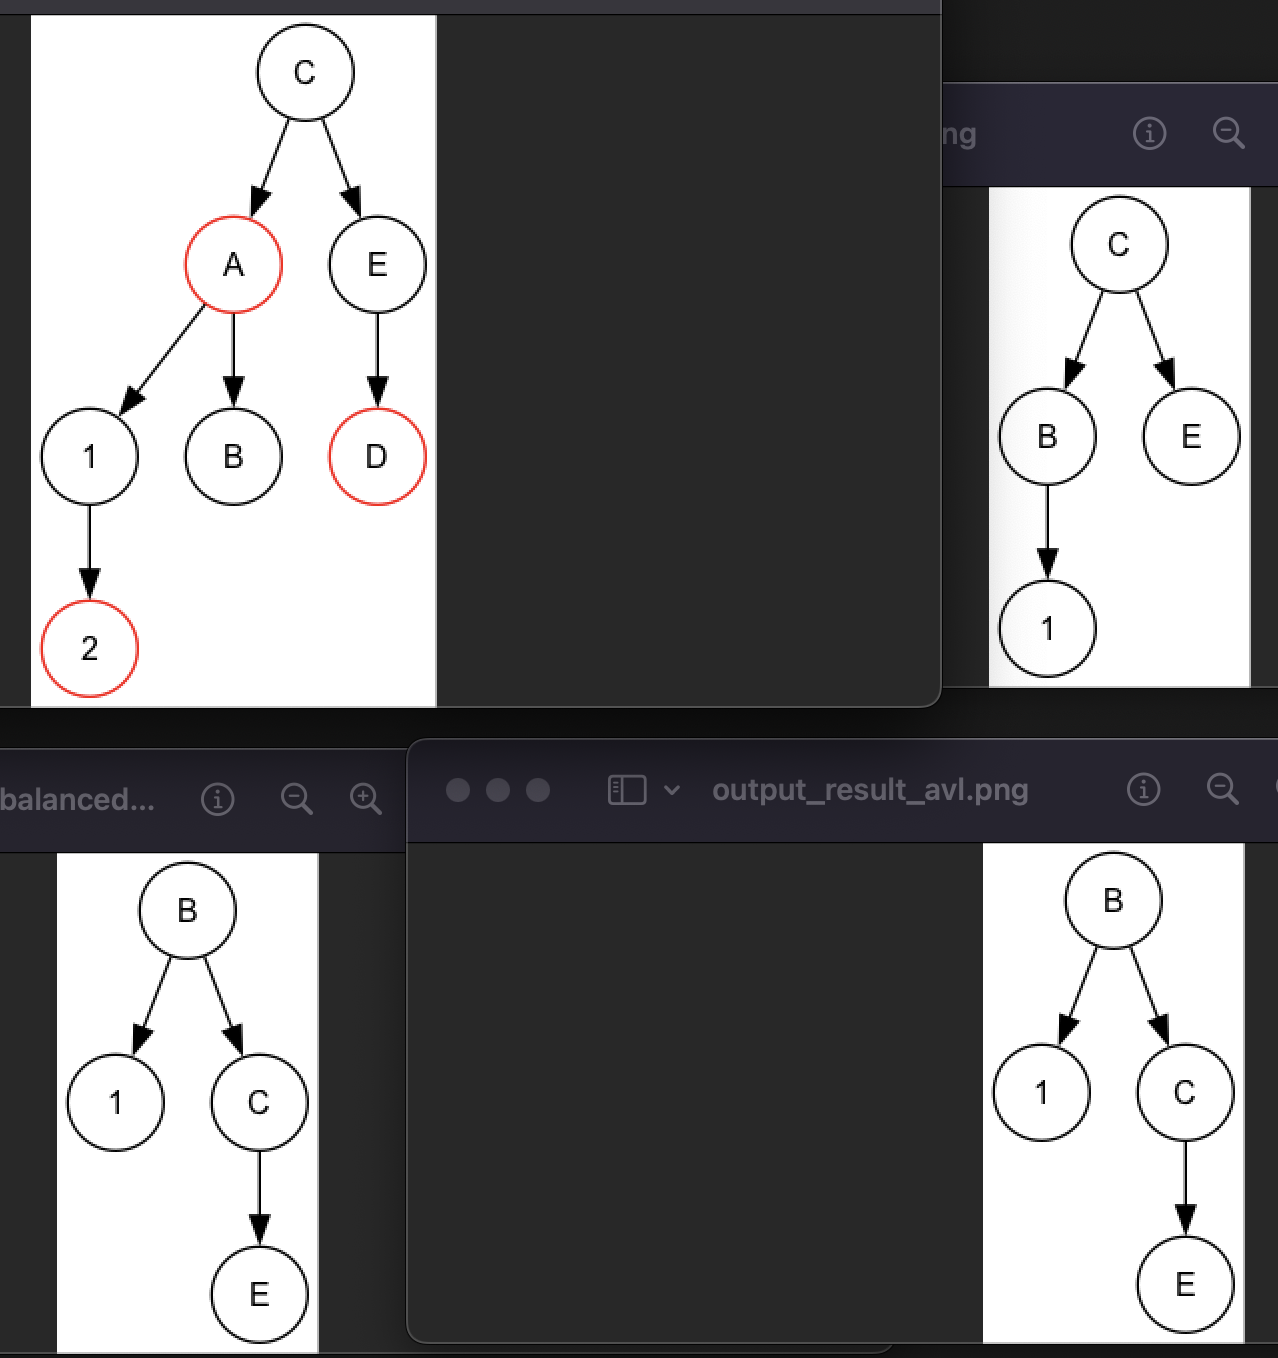 C
A E
1 B D
2
ng
C
B E
1
balanced...
B
1 C
E
output_result_avl.png
B
1 C
E